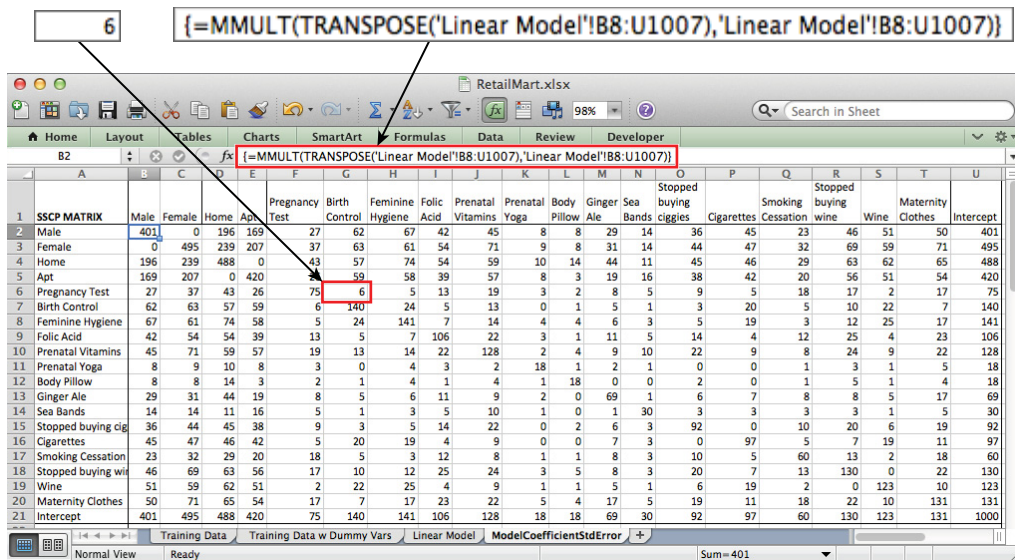 6
{=MMULT(TRANSPOSE('Linear Model'!B8:U1007),'Linear Model'!B8:U1007)}
RetailMart.xlsx
98%
Search in Sheet
Home Layout Tables Charts SmartArt Formulas Data Review Developer
B2 fx {=MMULT(TRANSPOSE('Linear Model'!B8:U1007),'Linear Model'!B8:U1007)}
A B C D E F G H I J K L M N O P Q R S T U
1 SSCP MATRIX Male Female Home Apt Pregnancy Test Birth Control Feminine Hygiene Folic Acid Prenatal Vitamins Prenatal Yoga Body Pillow Ginger Ale Sea Bands Stopped buying ciggies Cigarettes Smoking Cessation Stopped buying wine Wine Maternity Clothes Intercept
2 Male 401 0 196 169 27 62 67 42 45 8 8 29 14 36 45 23 46 51 50 401
3 Female 0 495 239 207 37 63 61 54 71 9 8 31 14 44 47 32 69 59 71 495
4 Home 196 239 488 0 43 57 74 54 59 10 14 44 11 45 46 29 63 62 65 488
5 Apt 169 207 0 420 59 58 39 57 8 3 19 16 38 42 20 56 51 54 420
6 Pregnancy Test 27 37 43 26 75 6 5 13 19 3 2 8 5 9 5 18 17 2 17 75
7 Birth Control 62 63 57 59 6 140 24 5 13 0 1 5 1 3 20 5 10 22 7 140
8 Feminine Hygiene 67 61 74 58 5 24 141 7 14 4 4 6 3 5 19 3 12 25 17 141
9 Folic Acid 42 54 54 39 13 5 7 106 22 3 1 11 5 14 4 12 25 4 23 106
10 Prenatal Vitamins 45 71 59 57 19 13 14 22 128 2 4 9 10 22 9 8 24 9 22 128
11 Prenatal Yoga 8 9 10 8 3 0 4 3 2 18 1 2 1 0 0 1 3 1 5 18
12 Body Pillow 8 8 14 3 2 1 4 1 4 1 18 0 0 2 0 1 5 1 4 18
13 Ginger Ale 29 31 44 19 8 5 6 11 9 2 0 69 1 6 7 8 8 5 17 69
14 Sea Bands 14 14 11 16 5 1 3 5 10 1 0 1 30 3 3 3 3 1 5 30
15 Stopped buying cig 36 44 45 38 9 3 5 14 22 0 2 6 3 92 0 10 20 6 19 92
16 Cigarettes 45 47 46 42 5 20 19 4 9 0 0 7 3 0 97 5 7 19 11 97
17 Smoking Cessation 23 32 29 20 18 5 3 12 8 1 1 8 3 10 5 60 13 2 18 60
18 Stopped buying wi 46 69 63 56 17 10 12 25 24 3 5 8 3 20 7 13 130 0 22 130
19 Wine 51 59 62 51 2 22 25 4 9 1 1 5 1 6 19 2 0 123 10 123
20 Maternity Clothes 50 71 65 54 17 7 17 23 22 5 4 17 5 19 11 18 22 10 131 131
21 Intercept 401 495 488 420 75 140 141 106 128 18 18 69 30 92 97 60 130 123 131 1000
Training Data Training Data w Dummy Vars Linear Model ModelCoefficientStdError +
Normal View Ready Sum=401